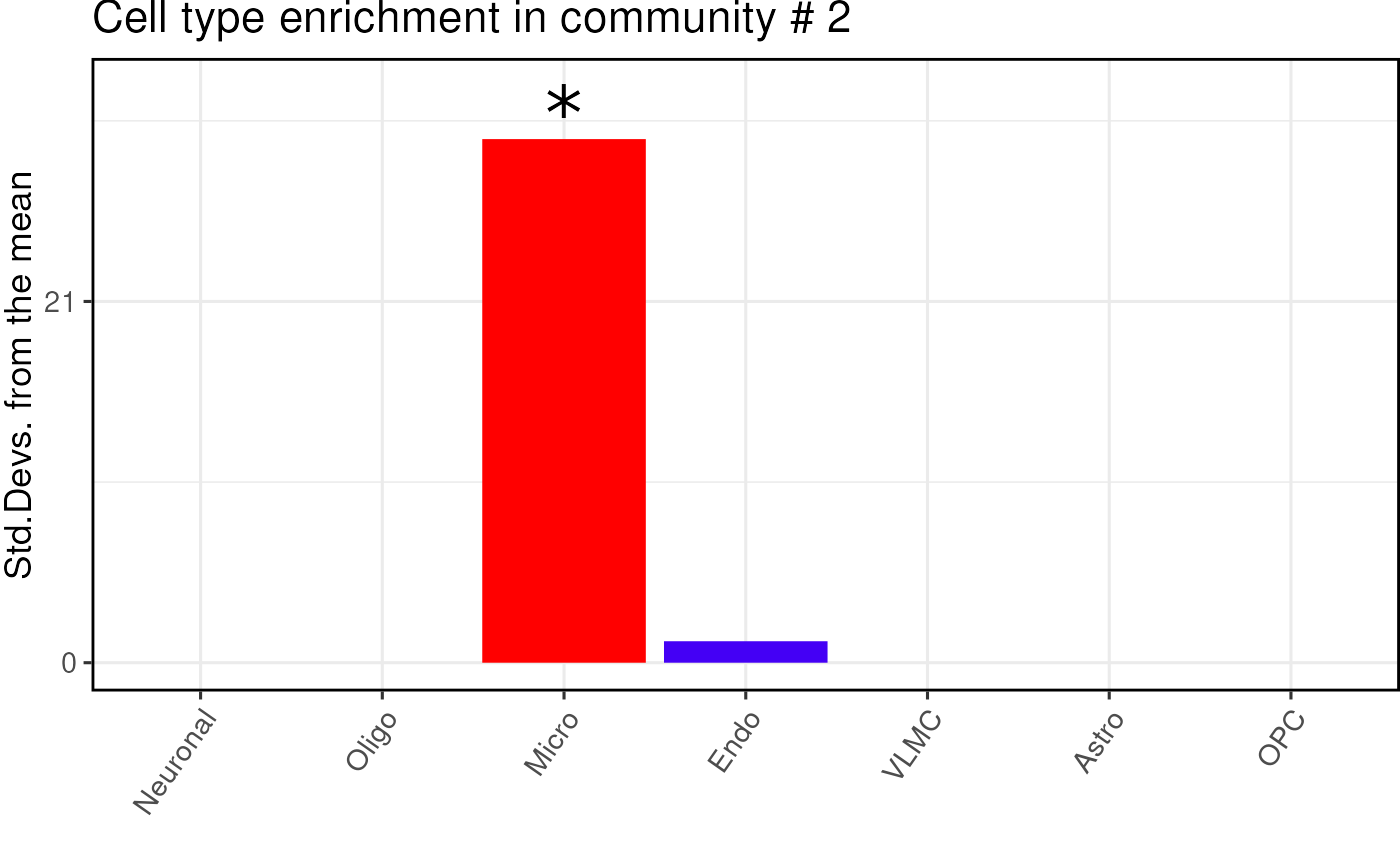 Cell type enrichment in community # 2
*
Std.Devs. from the mean
21
0
Neuronal
Oligo
Micro
Endo
VLMC
Astro
OPC